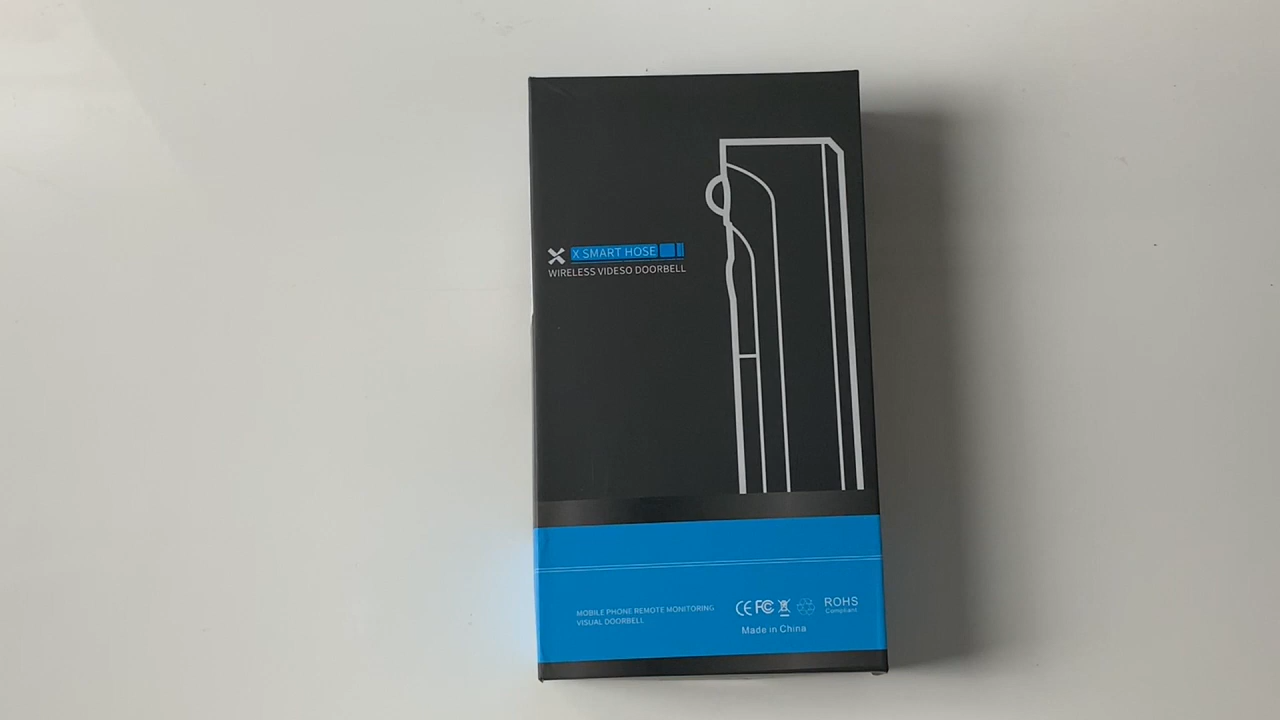 X SMART HOSE
WIRELESS VIDESO DOORBELL
MOBILE PHONE REMOTE MONITORING
VISUAL DOORBELL
CE FC
ROHS
Compliant
Made in China